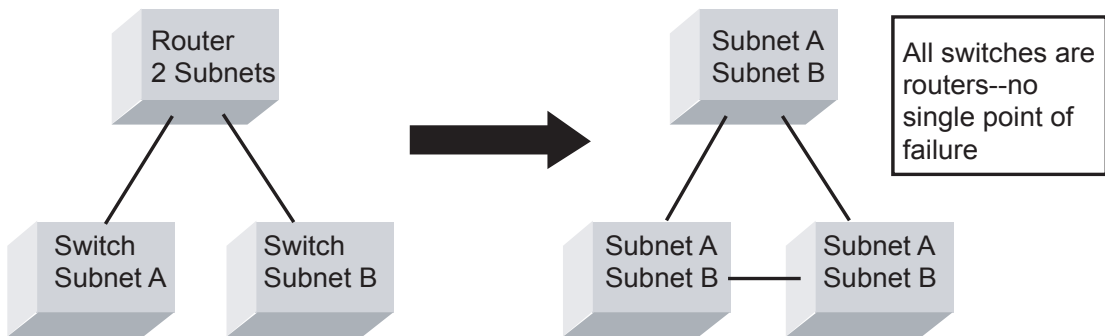 Router
2 Subnets
Switch
Subnet A
Switch
Subnet B
Subnet A
Subnet B
Subnet A
Subnet B
Subnet A
Subnet B
All switches are
routers--no
single point of
failure